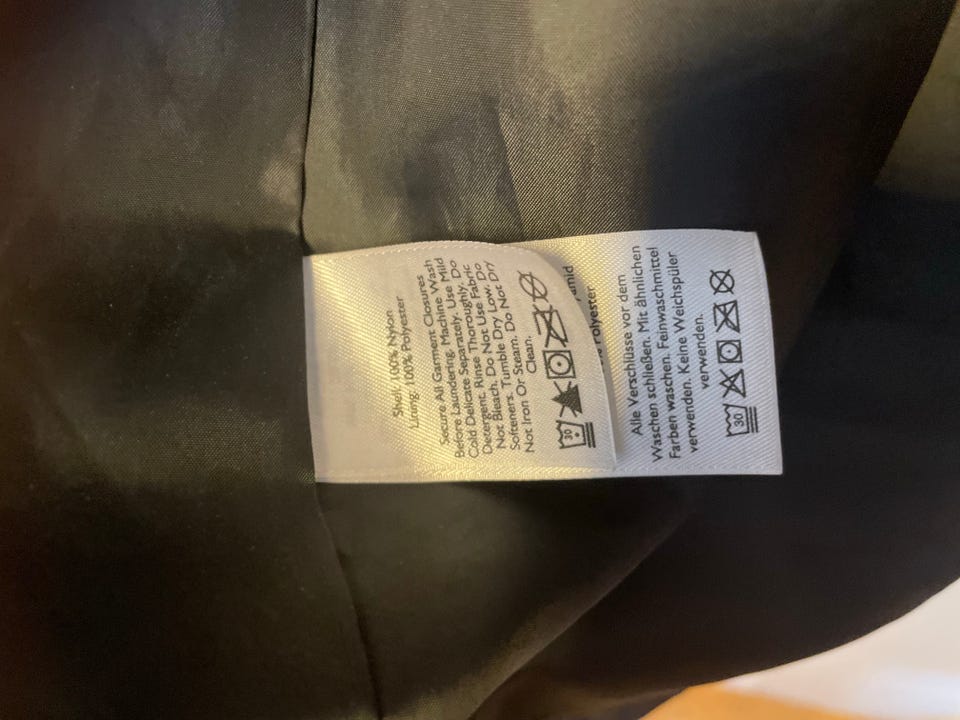 Shell: 100% Nylon
Lining: 100% Polyester
Secure All Garment Closures
Before Laundering. Machine Wash
Cold Delicate Separately. Use Mild
Detergent. Rinse Thoroughly. Do
Not Bleach. Do Not Use Fabric
Softeners. Tumble Dry Low. Do
Not Iron Or Steam. Do Not Dry
Clean.
30
Polyester
Alle Verschlüsse vor dem
Waschen schließen. Mit ähnlichen
Farben waschen. Feinwaschmittel
verwenden. Keine Weichspüler
verwenden.
30